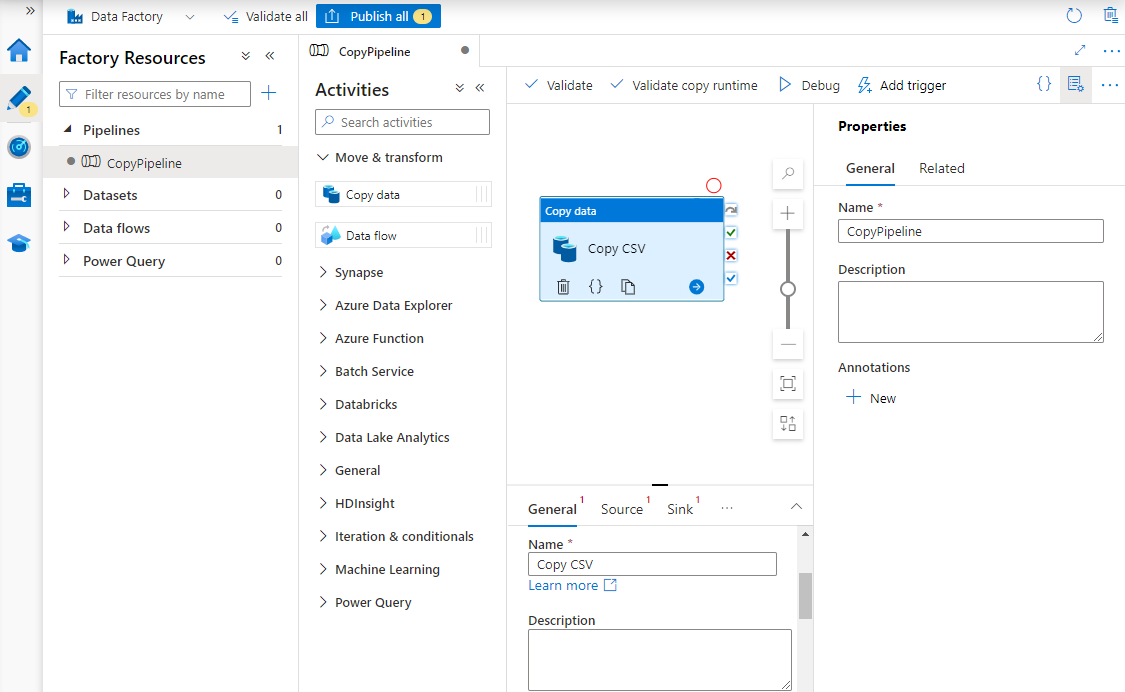 Data Factory
Validate all
Publish all 1
Factory Resources
Filter resources by name
1
Pipelines 1
CopyPipeline
Datasets 0
Data flows 0
Power Query 0
CopyPipeline
Activities
Search activities
Move & transform
Copy data
Data flow
Synapse
Azure Data Explorer
Azure Function
Batch Service
Databricks
Data Lake Analytics
General
HDInsight
Iteration & conditionals
Machine Learning
Power Query
Validate
Validate copy runtime
Debug
Add trigger
{}
...
Copy data
Copy CSV
{}
General 1
Source 1
Sink 1
...
Name *
Copy CSV
Learn more
Description
Properties
General
Related
Name *
CopyPipeline
Description
Annotations
New